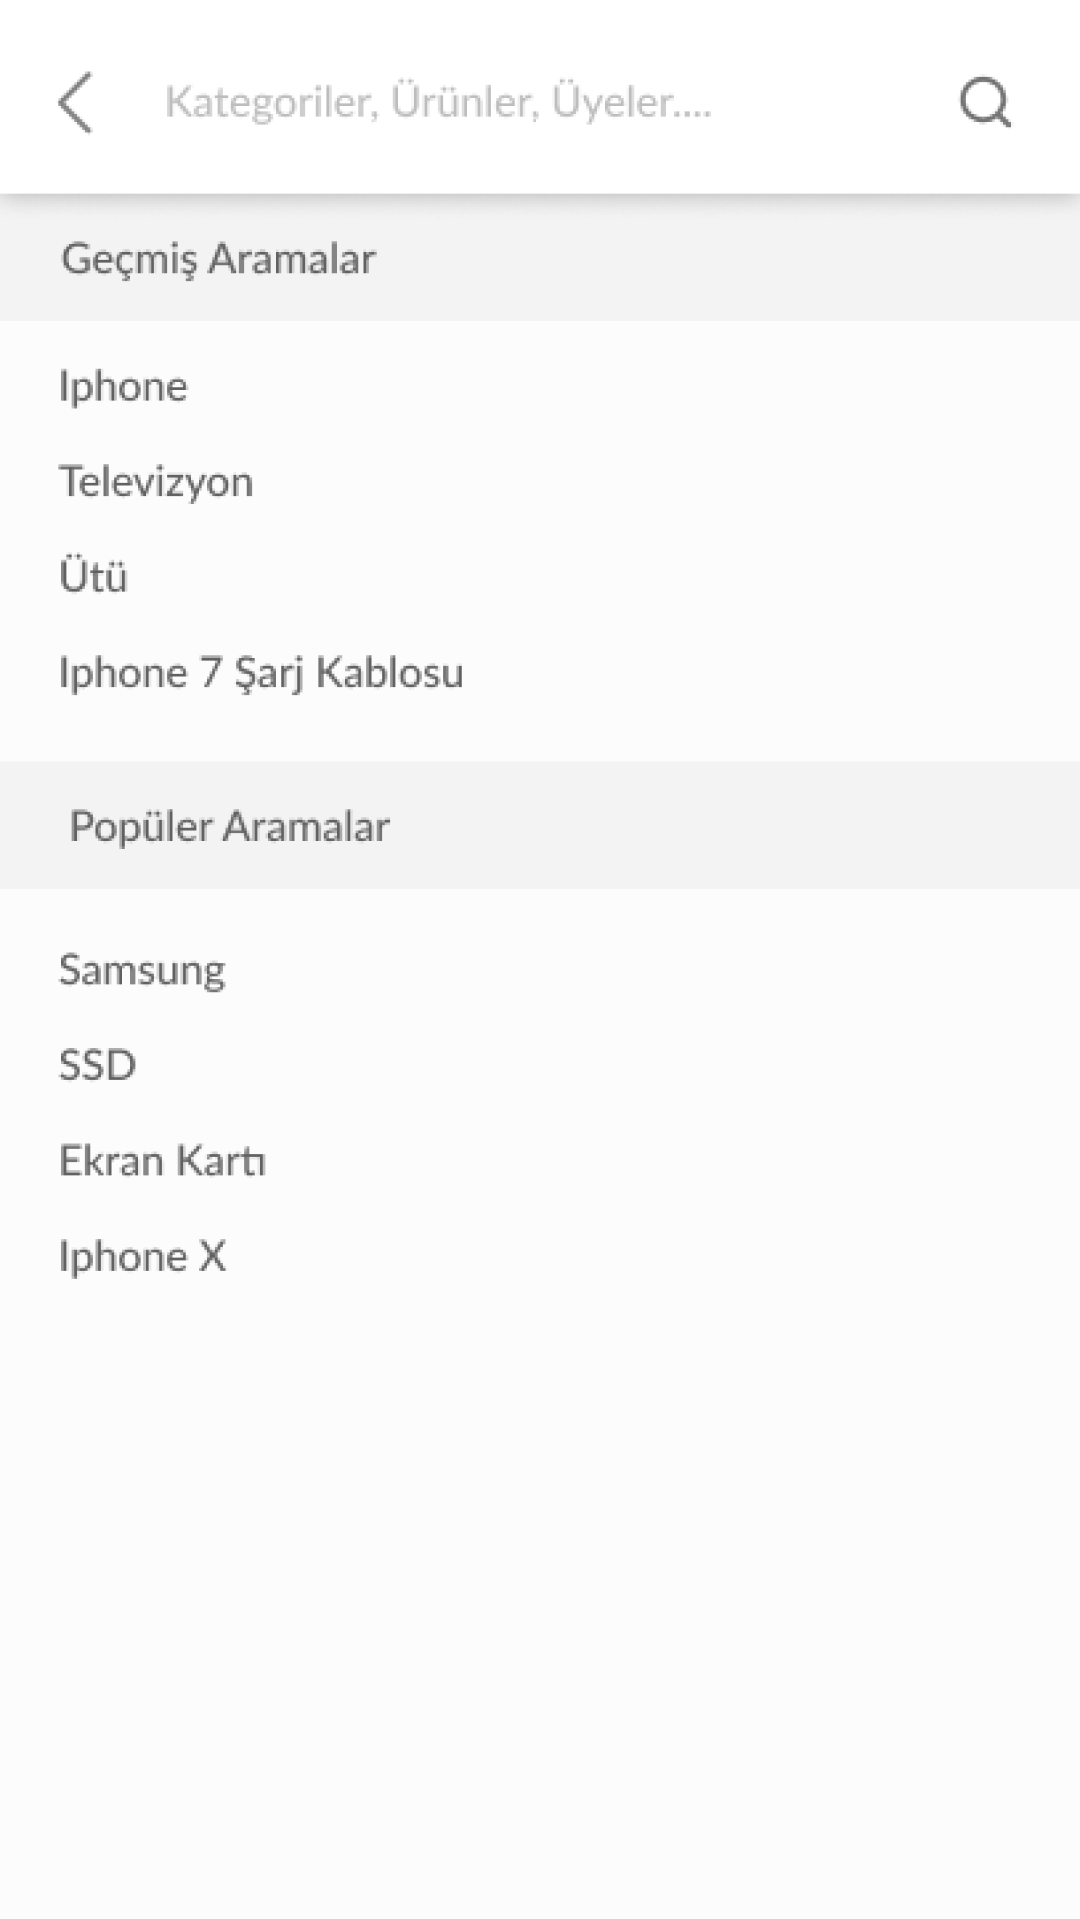 Kategoriler, Ürünler, Üyeler....
Geçmiş Aramalar
Iphone
Televizyon
Ütü
Iphone 7 Şarj Kablosu
Popüler Aramalar
Samsung
SSD
Ekran Kartı
Iphone X